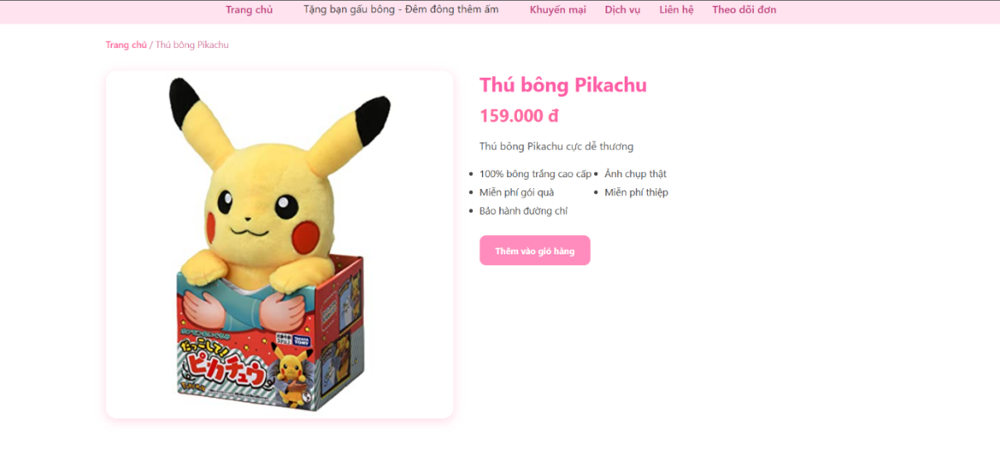 Trang chủ Tặng bạn gấu bông - Đêm đông thêm ấm Khuyến mại Dịch vụ Liên hệ Theo dõi đơn
Trang chủ / Thú bông Pikachu
Thú bông Pikachu
159.000 đ
Thú bông Pikachu cực dễ thương
100% bông trắng cao cấp
Miễn phí gói quà
Bảo hành đường chỉ
Ảnh chụp thật
Miễn phí thiệp
Thêm vào giỏ hàng
だっこして!
ピカチュウ
TAKARA
TOMY